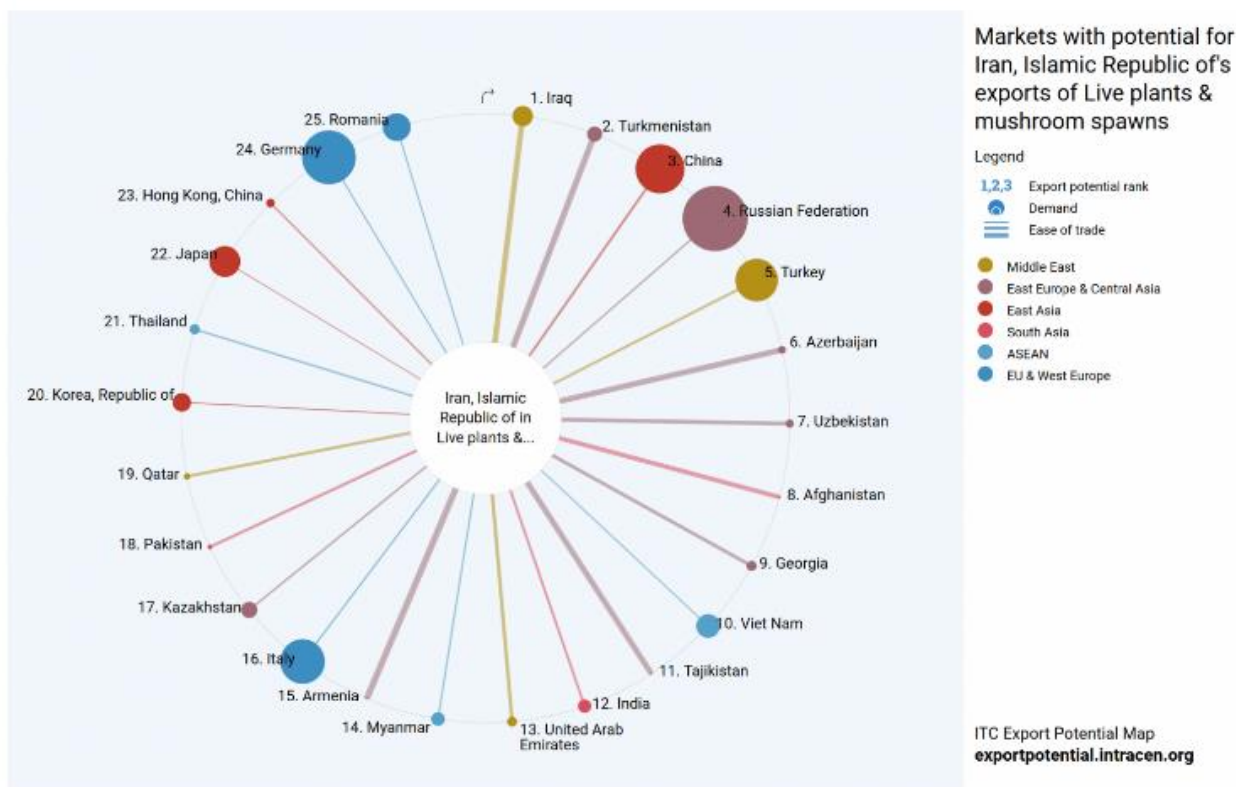 Markets with potential for
Iran, Islamic Republic of's
exports of Live plants &
mushroom spawns
Legend
1,2,3 Export potential rank
Demand
Ease of trade
Middle East
East Europe & Central Asia
East Asia
South Asia
ASEAN
EU & West Europe
1. Iraq
2. Turkmenistan
3. China
4. Russian Federation
5. Turkey
6. Azerbaijan
7. Uzbekistan
8. Afghanistan
9. Georgia
10. Viet Nam
11. Tajikistan
12. India
13. United Arab
Emirates
14. Myanmar
15. Armenia
16. Italy
17. Kazakhstan
18. Pakistan
19. Qatar
20. Korea, Republic of
21. Thailand
22. Japan
23. Hong Kong, China
24. Germany
25. Romania
Iran, Islamic
Republic of in
Live plants &...
ITC Export Potential Map
exportpotential.intracen.org